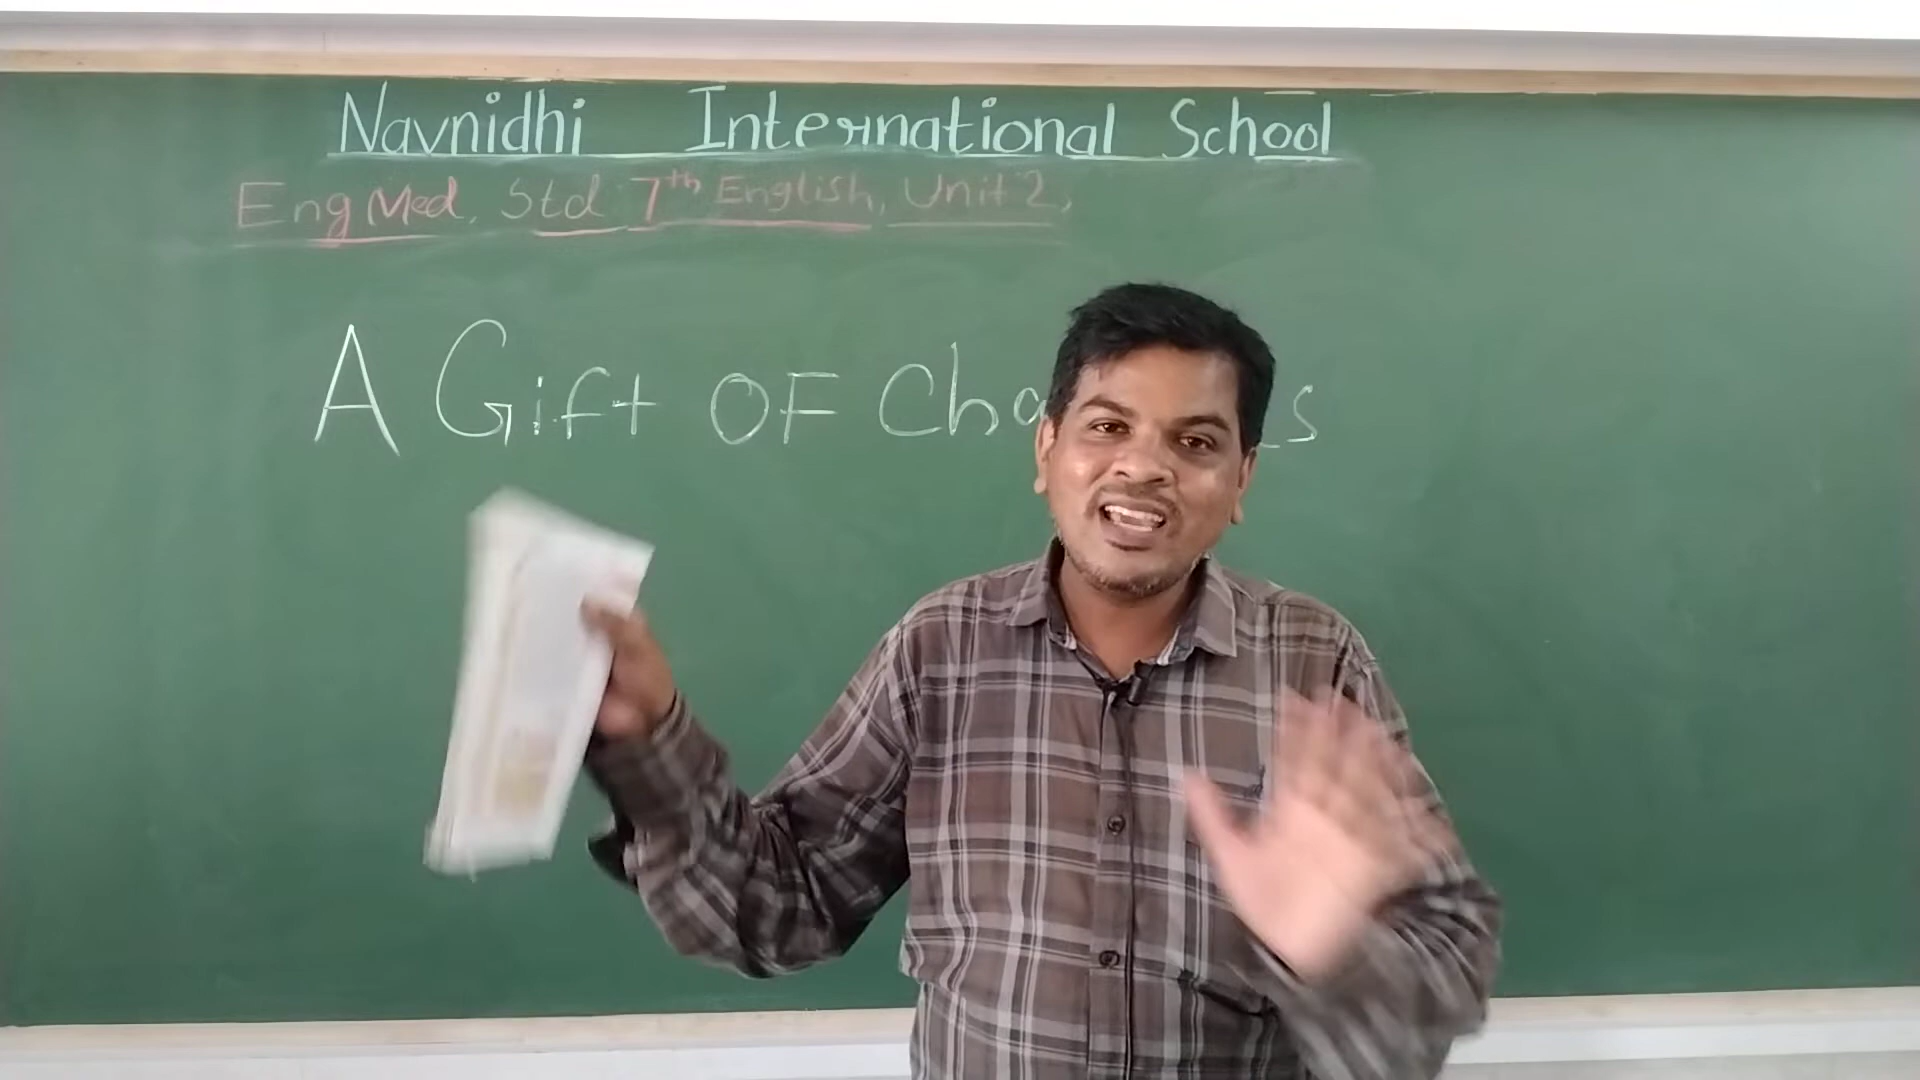 Navnidhi International School
Eng Med, Std 7th English, Unit 2,
A Gift OF